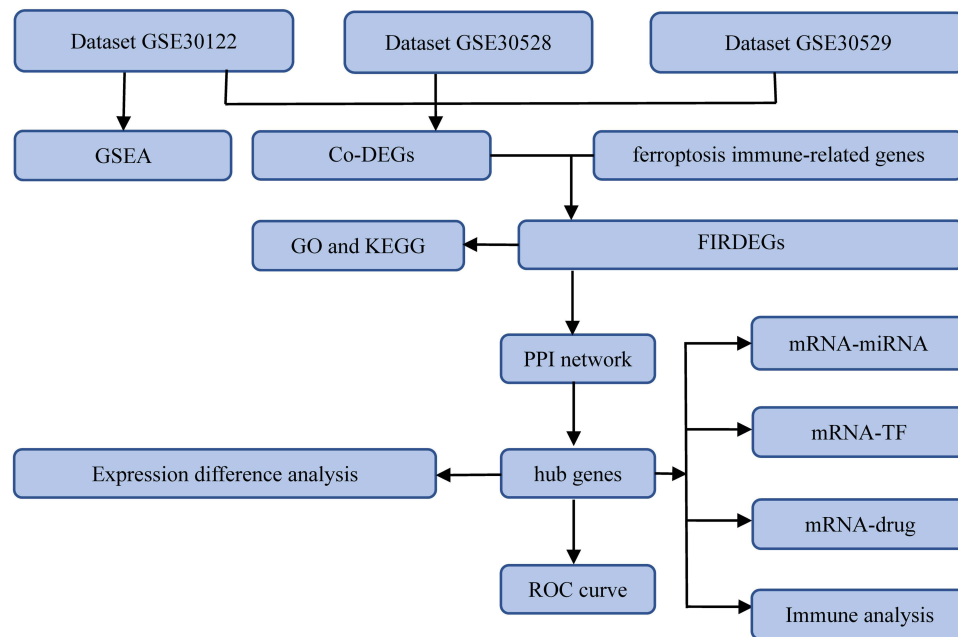 Dataset GSE30122
Dataset GSE30528
Dataset GSE30529
GSEA
Co-DEGs
ferroptosis immune-related genes
GO and KEGG
FIRDEGs
PPI network
mRNA-miRNA
mRNA-TF
Expression difference analysis
hub genes
mRNA-drug
ROC curve
Immune analysis